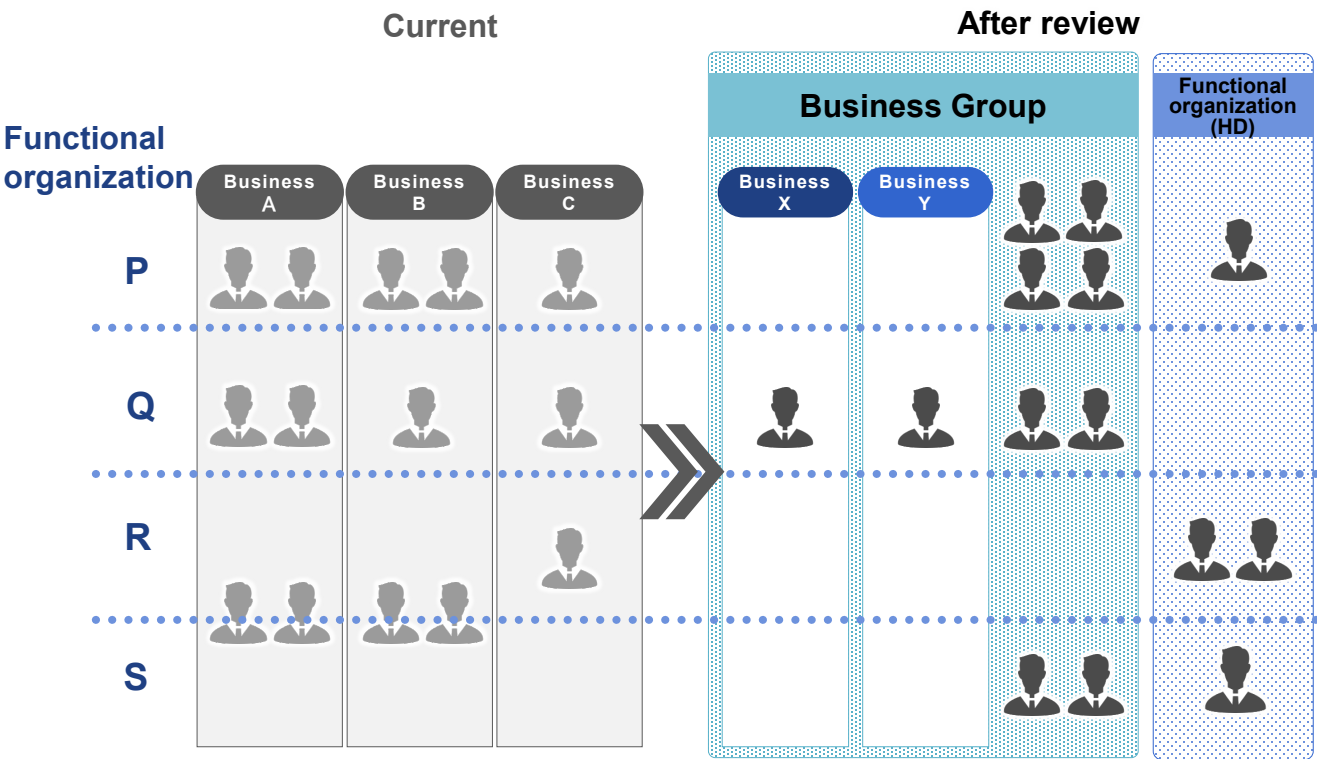 Current
After review
Functional
organization
Business
A
Business
B
Business
C
P
Q
R
S
Business Group
Business
X
Business
Y
Functional
organization
(HD)